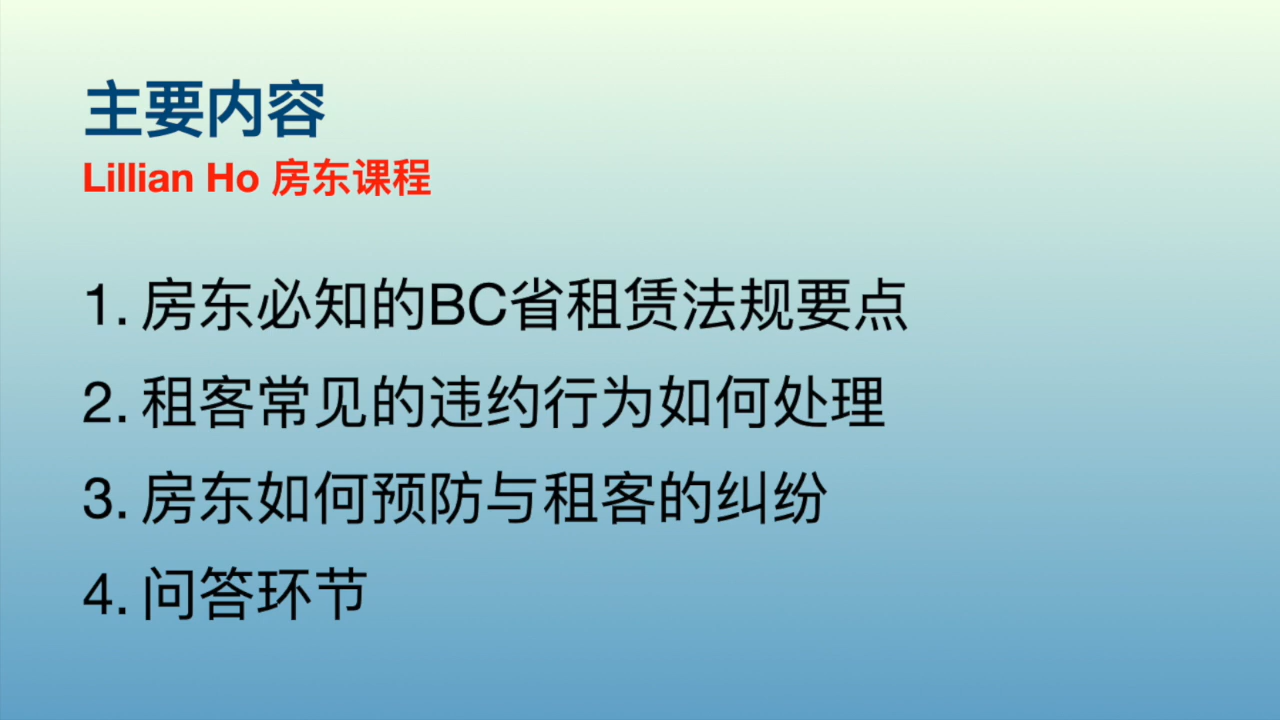 主要内容
Lillian Ho 房东课程
1. 房东必知的BC省租赁法规要点
2. 租客常见的违约行为如何处理
3. 房东如何预防与租客的纠纷
4. 问答环节